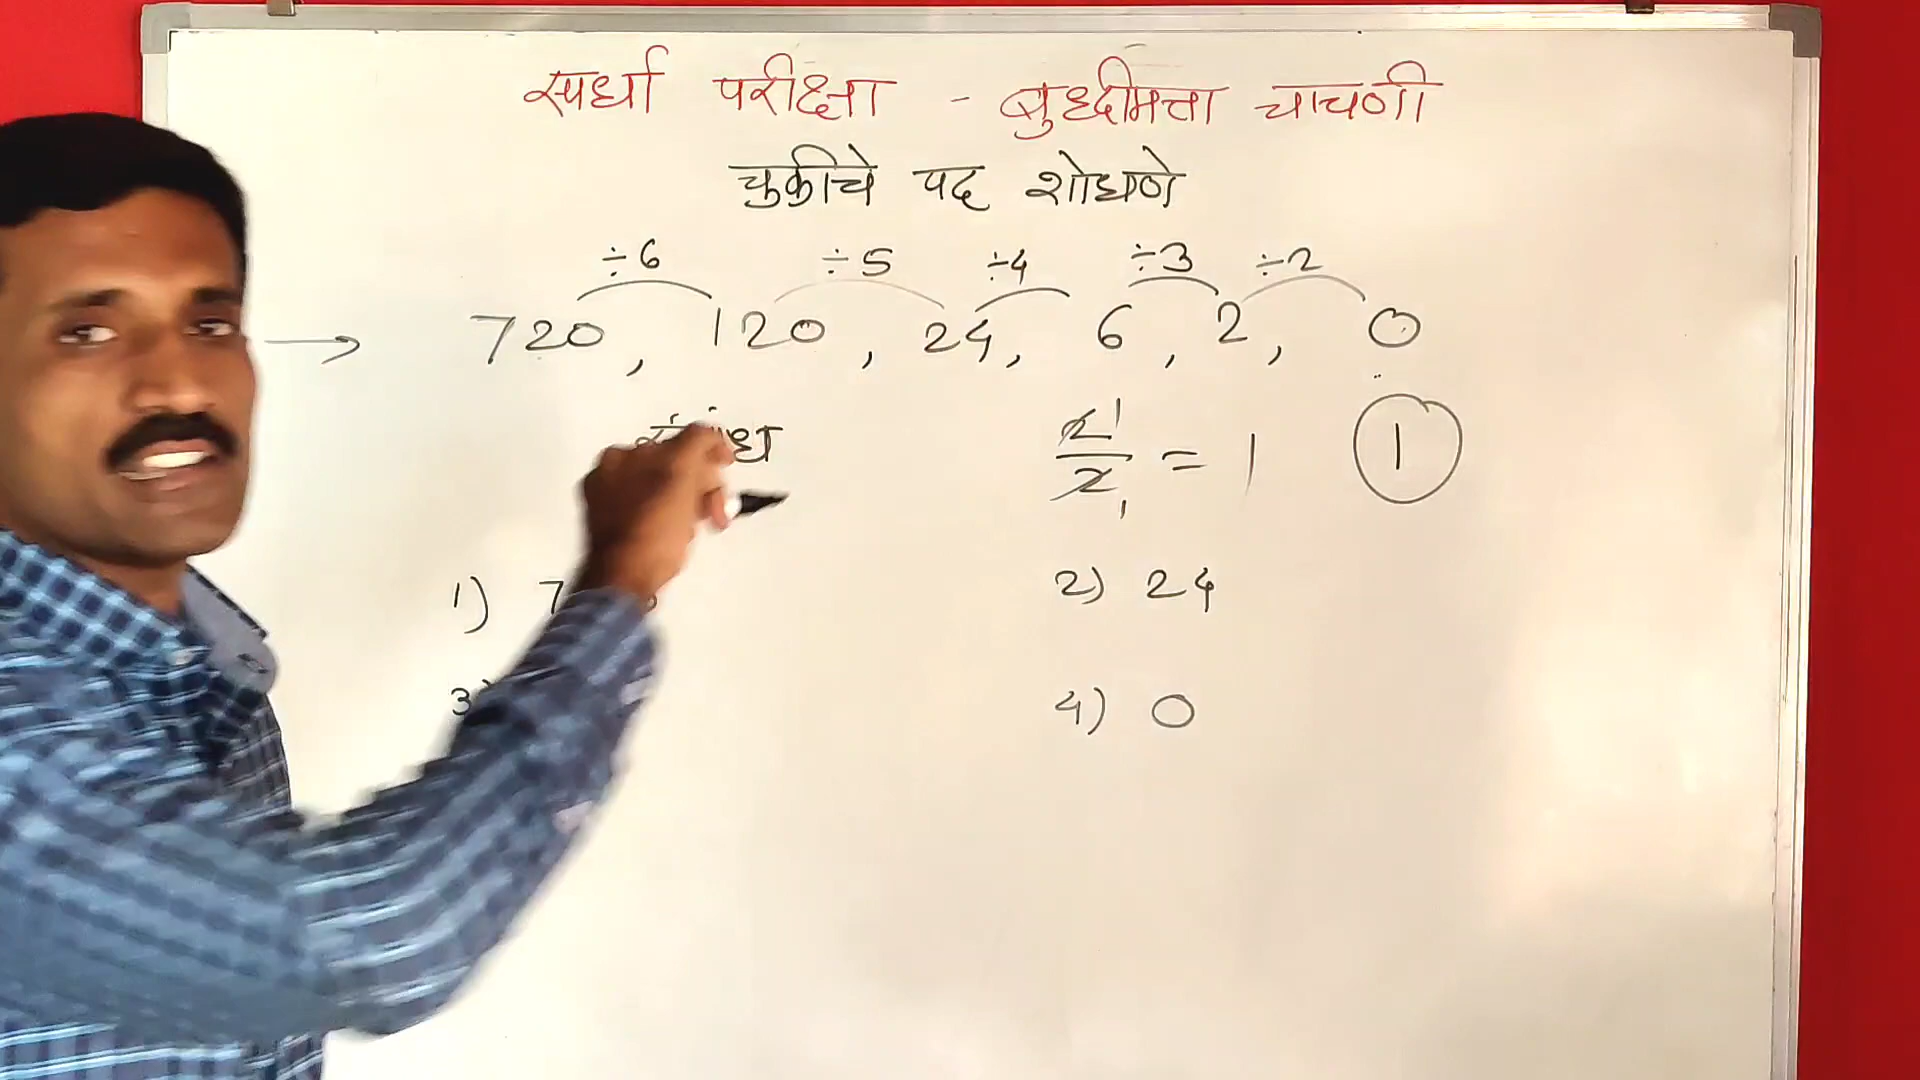 स्पर्धा परीक्षा - बुध्दीमत्ता चाचणी
चुकीचे पद शोधणे
÷6 ÷5 ÷4 ÷3 ÷2
→ 720, 120, 24, 6, 2, 0
2/2 = 1 1
1) 2) 24
4) 0